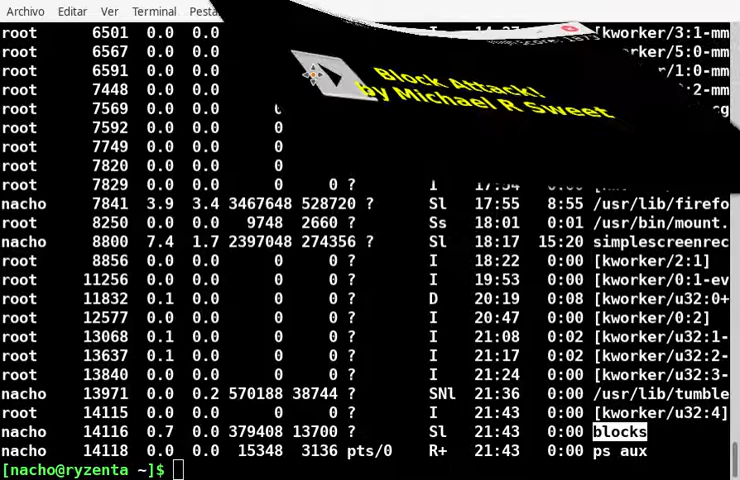 Archivo Editar Ver Terminal Pesta
root 6501 0.0 0.0 [kworker/3:1-mm
root 6567 0.0 0.0 kworker/5:0-mm
root 6591 0.0 0.0 /1:0-mm
root 7448 0.0 0.0 2-mm
Block Attack!
by Michael R Sweet
root 7569 0.0 0.0 0 cg
root 7592 0.0 0.0 0
root 7749 0.0 0.0 0
root 7820 0.0 0.0 0
root 7829 0.0 0.0 0 0 ? I 17:54 0:00
nacho 7841 3.9 3.4 3467648 528720 ? Sl 17:55 8:55 /usr/lib/firefo
root 8250 0.0 0.0 9748 2660 ? Ss 18:01 0:01 /usr/bin/mount.
nacho 8800 7.4 1.7 2397048 274356 ? Sl 18:17 15:20 simplescreenrec
root 8856 0.0 0.0 0 0 ? I 18:22 0:00 [kworker/2:1]
root 11256 0.0 0.0 0 0 ? I 19:53 0:00 [kworker/0:1-ev
root 11832 0.1 0.0 0 0 ? D 20:19 0:08 [kworker/u32:0+
root 12577 0.0 0.0 0 0 ? I 20:47 0:00 [kworker/0:2]
root 13068 0.1 0.0 0 0 ? I 21:08 0:02 [kworker/u32:1-
root 13637 0.1 0.0 0 0 ? I 21:17 0:02 [kworker/u32:2-
root 13840 0.0 0.0 0 0 ? I 21:24 0:00 [kworker/u32:3-
nacho 13971 0.0 0.2 570188 38744 ? SNl 21:36 0:00 /usr/lib/tumble
root 14115 0.0 0.0 0 0 ? I 21:43 0:00 [kworker/u32:4]
nacho 14116 0.7 0.0 379408 13700 ? Sl 21:43 0:00 blocks
nacho 14118 0.0 0.0 15348 3136 pts/0 R+ 21:43 0:00 ps aux
[nacho@ryzenta ~]$